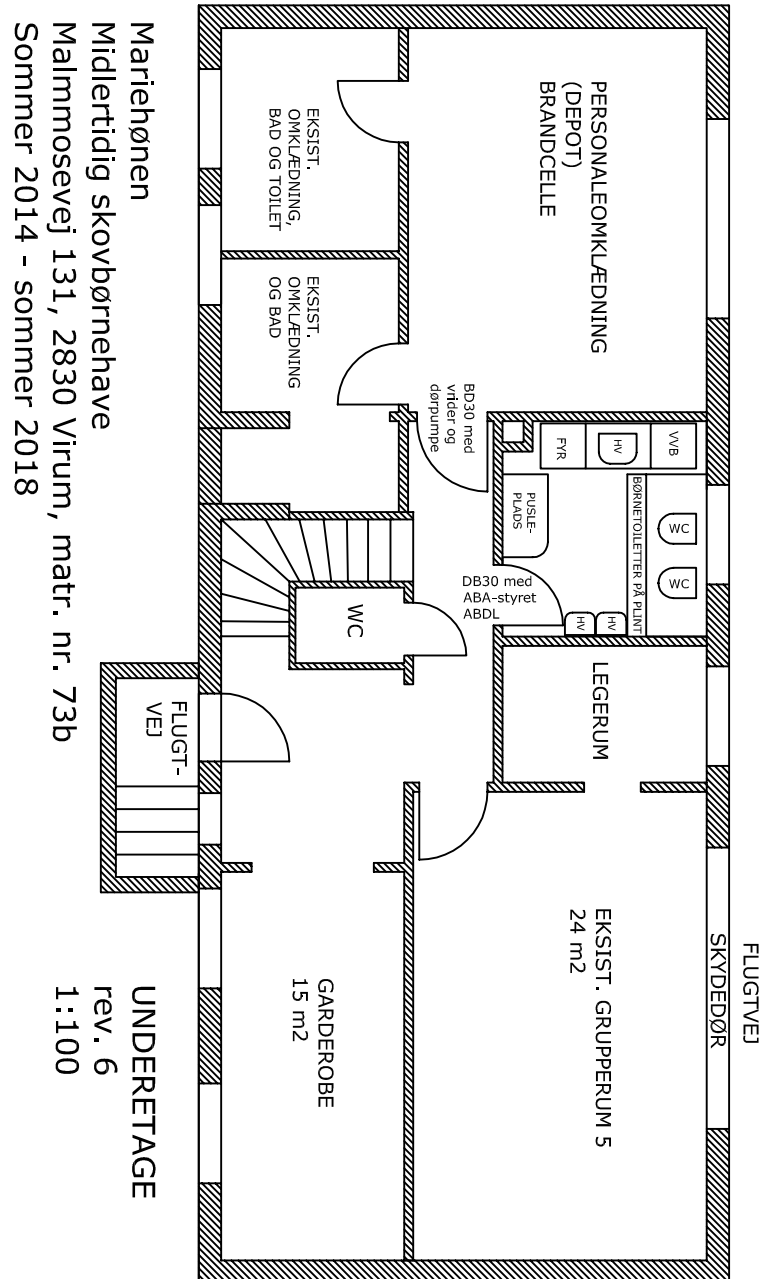 FLUGTVEJ
SKYDEDØR
PERSONALEOMKLÆDNING
(DEPOT)
BRANDCELLE
VVB
HV
FYR
WC
WC
BØRNETOILETTER PÅ PLINT
PUSLE-
PLADS
HV
HV
LEGERUM
EKSIST. GRUPPERUM 5
24 m2
BD30 med
vrider og
dørpumpe
DB30 med
ABA-styret
ABDL
EKSIST.
OMKLÆDNING,
BAD OG TOILET
EKSIST.
OMKLÆDNING
OG BAD
WC
GARDEROBE
15 m2
FLUGT-
VEJ
Mariehønen
Midlertidig skovbørnehave
Malmmosevej 131, 2830 Virum, matr. nr. 73b
Sommer 2014 - sommer 2018
UNDERETAGE
rev. 6
1:100